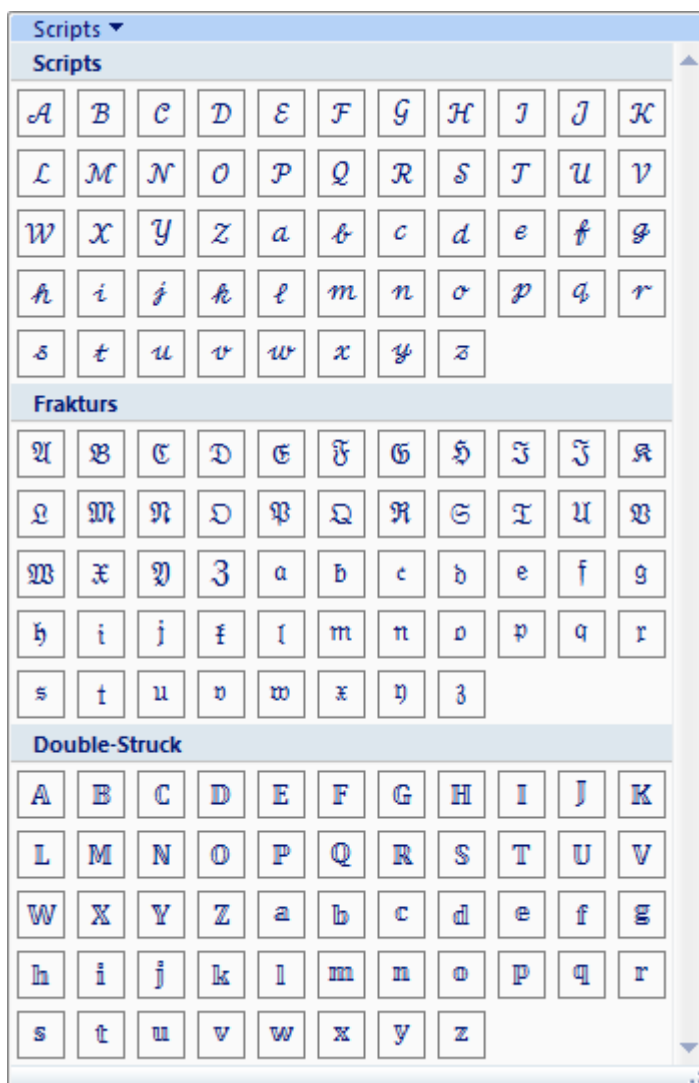 Scripts
Scripts
𝒜 ℬ 𝒞 𝒟 ℰ ℱ 𝒢 ℋ ℐ 𝒥 𝒦
ℒ ℳ 𝒩 𝒪 𝒫 𝒬 ℛ 𝒮 𝒯 𝒰 𝒱
𝒲 𝒳 𝒴 𝒵 𝒶 𝒷 𝒸 𝒹 ℯ 𝒻 ℊ
𝒽 𝒾 𝒿 𝓀 ℓ 𝓂 𝓃 ℴ 𝓅 𝓆 𝓇
𝓈 𝓉 𝓊 𝓋 𝓌 𝓍 𝓎 𝓏
Frakturs
𝔄 𝔅 ℭ 𝔇 𝔈 𝔉 𝔊 ℌ ℑ 𝔍 𝔎
𝔏 𝔐 𝔑 𝔒 𝔓 𝔔 ℜ 𝔖 𝔗 𝔘 𝔙
𝔚 𝔛 𝔜 ℨ 𝔞 𝔟 𝔠 𝔡 𝔢 𝔣 𝔤
𝔥 𝔦 𝔧 𝔨 𝔩 𝔪 𝔫 𝔬 𝔭 𝔮 𝔯
𝔰 𝔱 𝔲 𝔳 𝔴 𝔵 𝔶 𝔷
Double-Struck
𝔸 𝔹 ℂ 𝔻 𝔼 𝔽 𝔾 ℍ 𝕀 𝕁 𝕂
𝕃 𝕄 ℕ 𝕆 ℙ ℚ ℝ 𝕊 𝕋 𝕌 𝕍
𝕎 𝕏 𝕐 ℤ 𝕒 𝕓 𝕔 𝕕 𝕖 𝕗 𝕘
𝕙 𝕚 𝕛 𝕜 𝕝 𝕞 𝕟 𝕠 𝕡 𝕢 𝕣
𝕤 𝕥 𝕦 𝕧 𝕨 𝕩 𝕪 𝕫